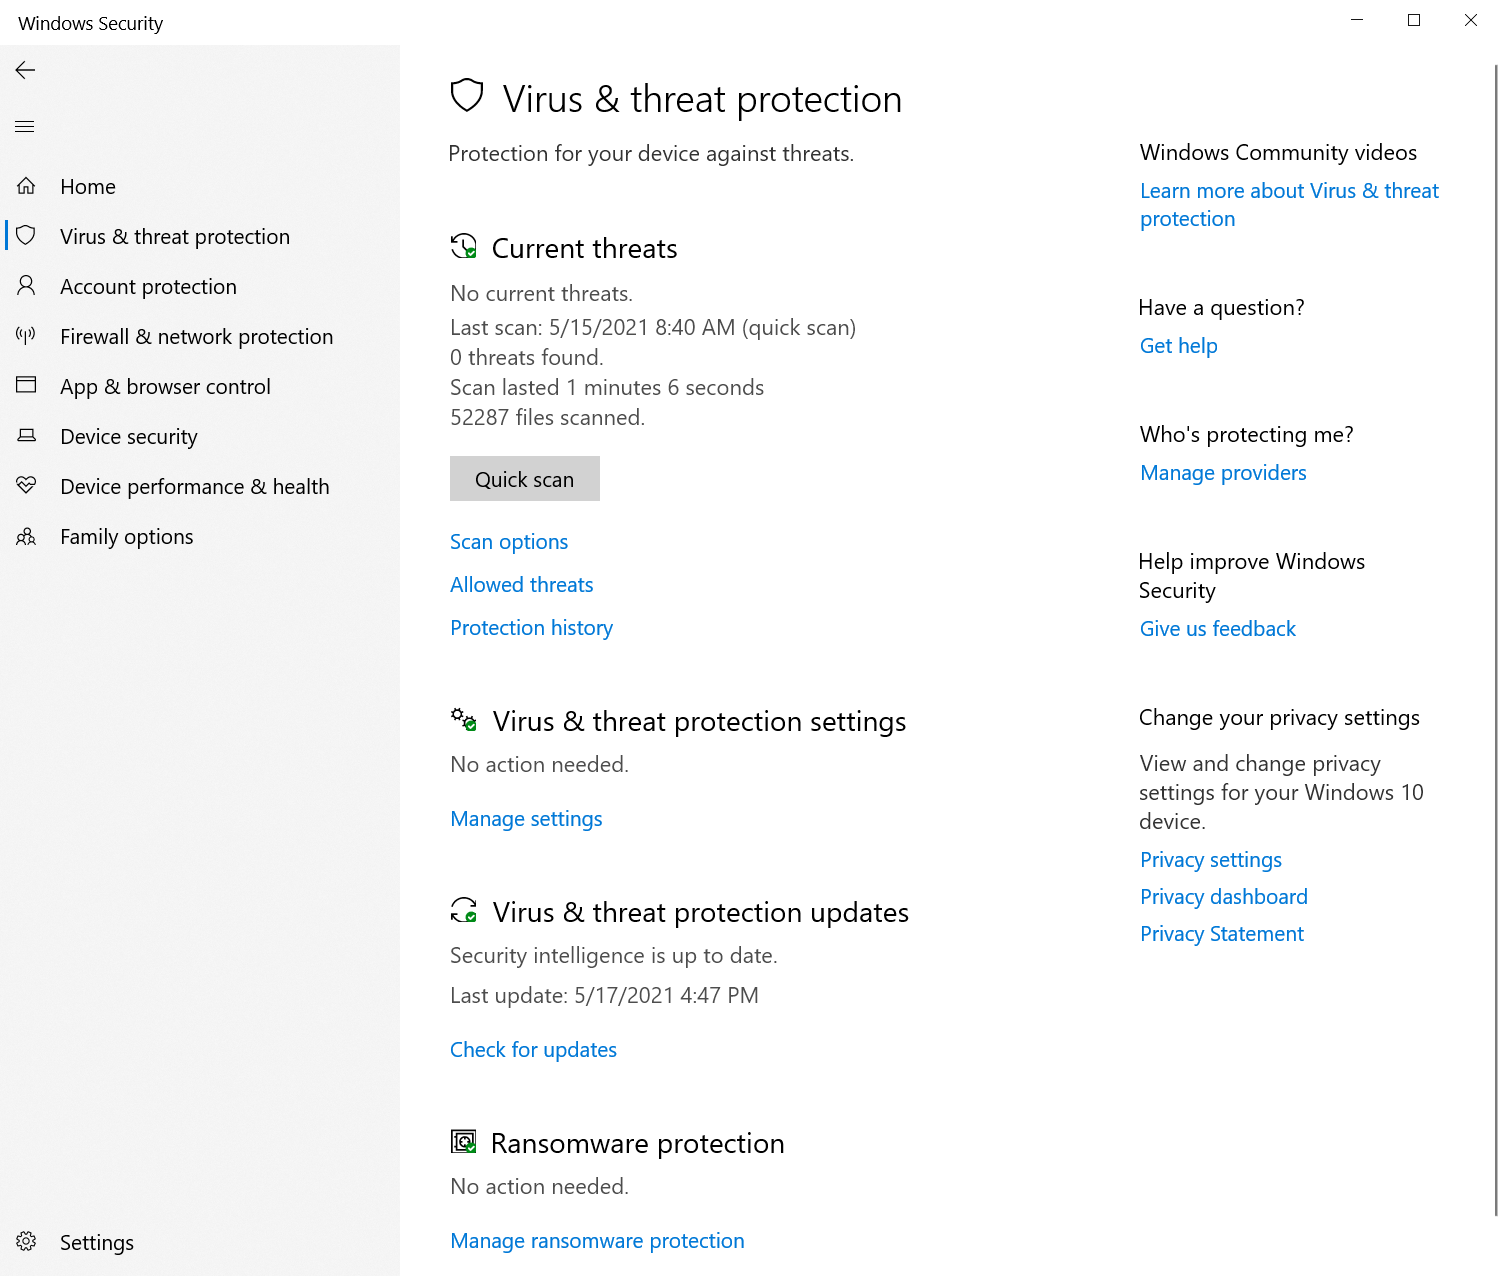 Windows Security
Home
Virus & threat protection
Account protection
Firewall & network protection
App & browser control
Device security
Device performance & health
Family options
Settings
Virus & threat protection
Protection for your device against threats.
Current threats
No current threats.
Last scan: 5/15/2021 8:40 AM (quick scan)
0 threats found.
Scan lasted 1 minutes 6 seconds
52287 files scanned.
Quick scan
Scan options
Allowed threats
Protection history
Virus & threat protection settings
No action needed.
Manage settings
Virus & threat protection updates
Security intelligence is up to date.
Last update: 5/17/2021 4:47 PM
Check for updates
Ransomware protection
No action needed.
Manage ransomware protection
Windows Community videos
Learn more about Virus & threat
protection
Have a question?
Get help
Who's protecting me?
Manage providers
Help improve Windows
Security
Give us feedback
Change your privacy settings
View and change privacy
settings for your Windows 10
device.
Privacy settings
Privacy dashboard
Privacy Statement